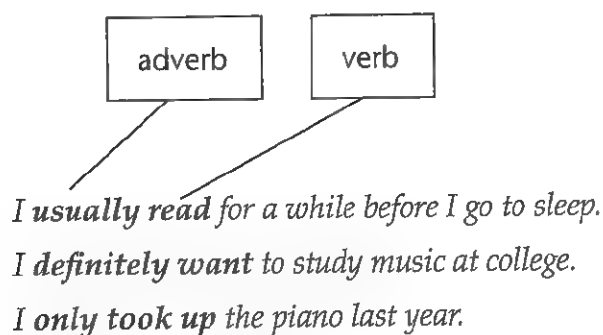 adverb verb
I usually read for a while before I go to sleep.
I definitely want to study music at college.
I only took up the piano last year.